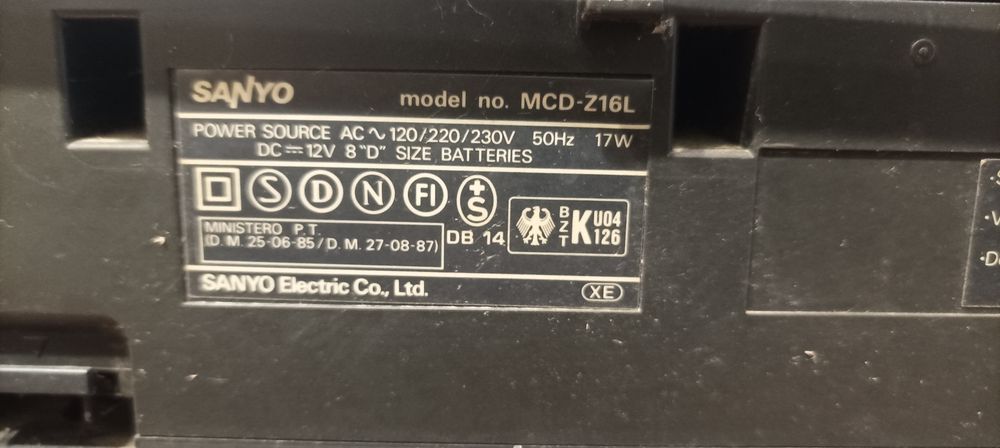 SANYO
model no. MCD-Z16L
POWER SOURCE AC ~ 120/220/230V 50Hz 17W
DC ⎓ 12V 8 "D" SIZE BATTERIES
S D N FI +S
MINISTERO P.T.
(D.M. 25-06-85/D.M. 27-08-87)
DB 14
BZT K U04 126
SANYO Electric Co., Ltd.
XE